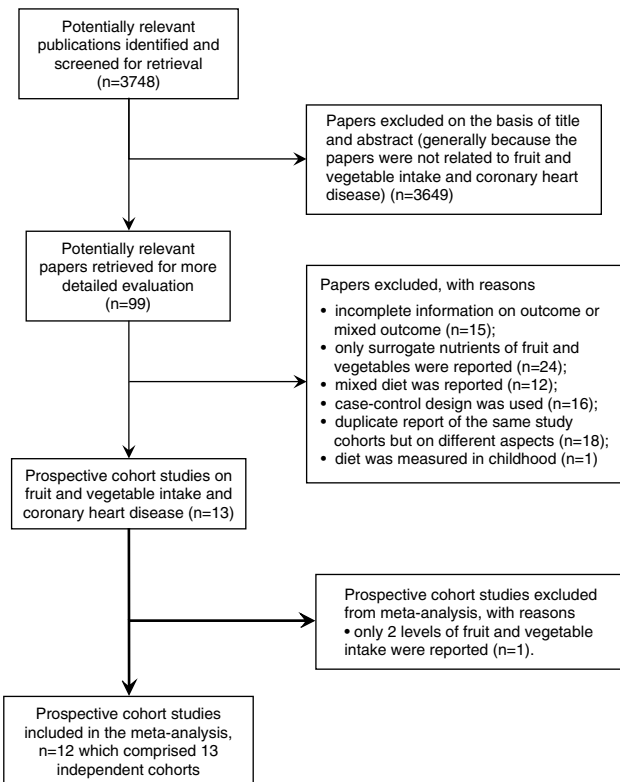 Potentially relevant
publications identified and
screened for retrieval
(n=3748)
Papers excluded on the basis of title
and abstract (generally because the
papers were not related to fruit and
vegetable intake and coronary heart
disease) (n=3649)
Potentially relevant
papers retrieved for more
detailed evaluation
(n=99)
Papers excluded, with reasons
• incomplete information on outcome or
mixed outcome (n=15);
• only surrogate nutrients of fruit and
vegetables were reported (n=24);
• mixed diet was reported (n=12);
• case-control design was used (n=16);
• duplicate report of the same study
cohorts but on different aspects (n=18);
• diet was measured in childhood (n=1)
Prospective cohort studies on
fruit and vegetable intake and
coronary heart disease (n=13)
Prospective cohort studies excluded
from meta-analysis, with reasons
• only 2 levels of fruit and vegetable
intake were reported (n=1).
Prospective cohort studies
included in the meta-analysis,
n=12 which comprised 13
independent cohorts